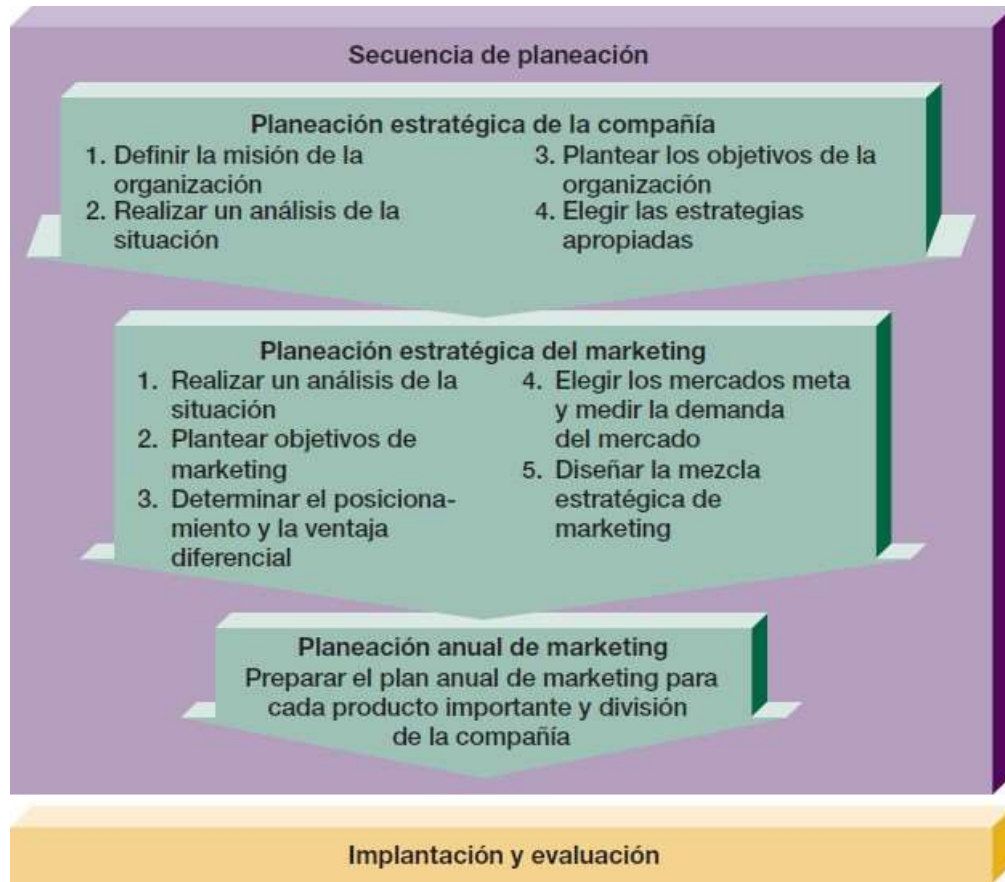 Secuencia de planeación
Planeación estratégica de la compañía
1. Definir la misión de la
organización
2. Realizar un análisis de la
situación
3. Plantear los objetivos de la
organización
4. Elegir las estrategias
apropiadas
Planeación estratégica del marketing
1. Realizar un análisis de la
situación
2. Plantear objetivos de
marketing
3. Determinar el posiciona-
miento y la ventaja
diferencial
4. Elegir los mercados meta
y medir la demanda
del mercado
5. Diseñar la mezcla
estratégica de
marketing
Planeación anual de marketing
Preparar el plan anual de marketing para
cada producto importante y división
de la compañía
Implantación y evaluación